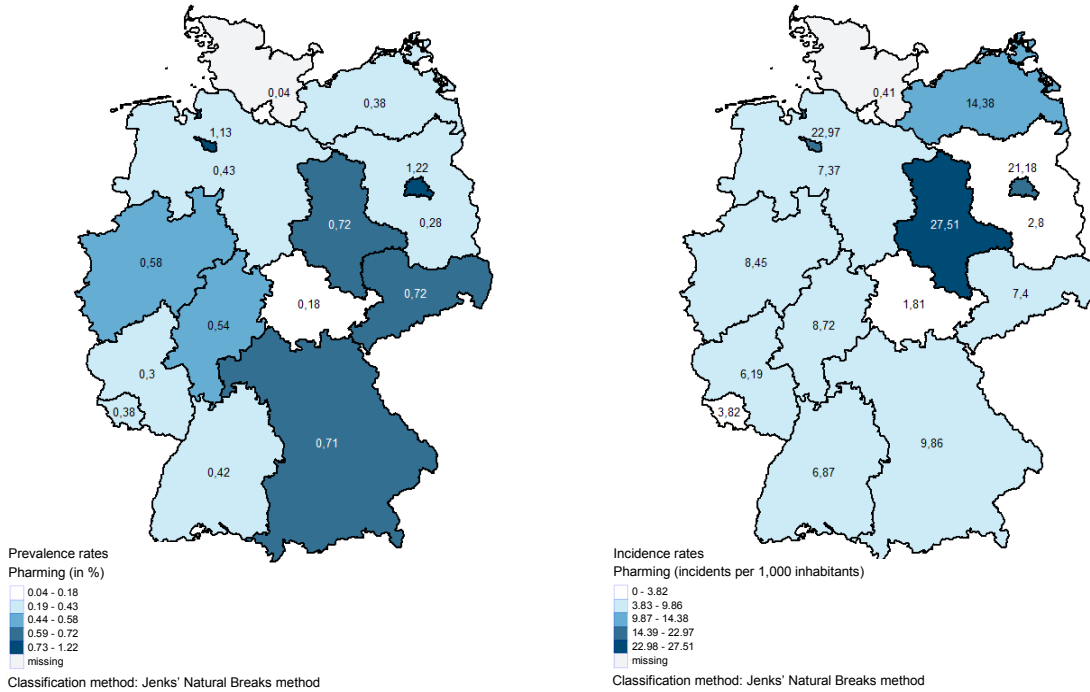 0,04
0,38
1,13
0,43
1,22
0,28
0,72
0,58
0,72
0,18
0,54
0,3
0,38
0,71
0,42
Prevalence rates
Pharming (in %)
0.04 - 0.18
0.19 - 0.43
0.44 - 0.58
0.59 - 0.72
0.73 - 1.22
missing
Classification method: Jenks' Natural Breaks method
0,41
14,38
22,97
7,37
21,18
2,8
27,51
8,45
7,4
1,81
8,72
6,19
3,82
9,86
6,87
Incidence rates
Pharming (incidents per 1,000 inhabitants)
0 - 3.82
3.83 - 9.86
9.87 - 14.38
14.39 - 22.97
22.98 - 27.51
missing
Classification method: Jenks' Natural Breaks method